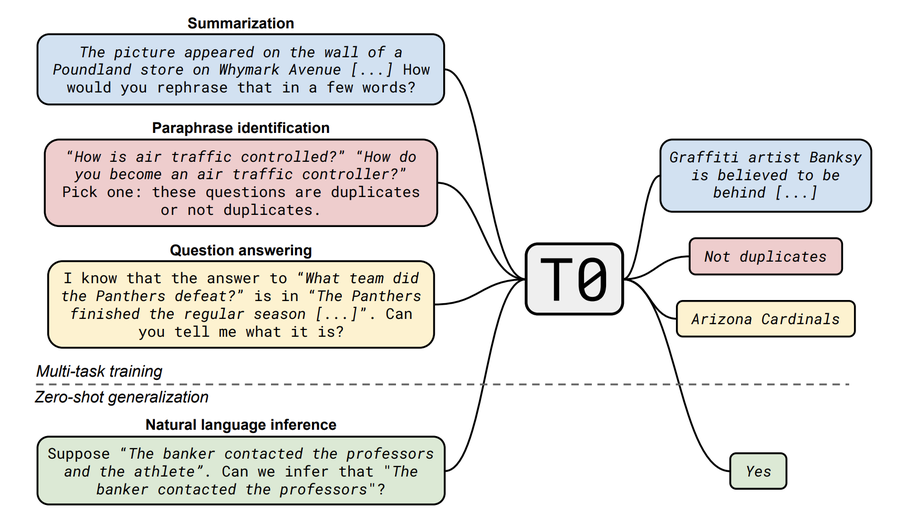 Summarization
The picture appeared on the wall of a
Poundland store on Whymark Avenue [...] How
would you rephrase that in a few words?
Paraphrase identification
“How is air traffic controlled?” “How do
you become an air traffic controller?”
Pick one: these questions are duplicates
or not duplicates.
Question answering
I know that the answer to “What team did
the Panthers defeat?” is in “The Panthers
finished the regular season [...]”. Can
you tell me what it is?
Multi-task training
Zero-shot generalization
Natural language inference
Suppose “The banker contacted the professors
and the athlete”. Can we infer that "The
banker contacted the professors"?
T0
Graffiti artist Banksy
is believed to be
behind [...]
Not duplicates
Arizona Cardinals
Yes